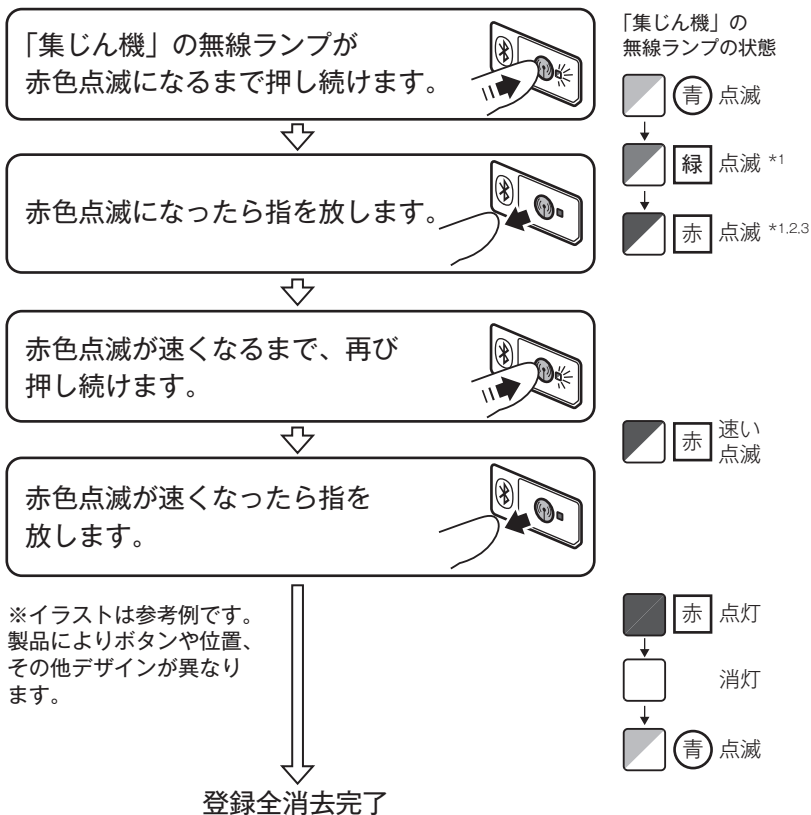 「集じん機」の無線ランプが
赤色点滅になるまで押し続けます。
赤色点滅になったら指を放します。
赤色点滅が速くなるまで、再び
押し続けます。
赤色点滅が速くなったら指を
放します。
※イラストは参考例です。
製品によりボタンや位置、
その他デザインが異なり
ます。
登録全消去完了
「集じん機」の
無線ランプの状態
青 点滅
緑 点滅 *1
赤 点滅 *1,2,3
赤 速い
点滅
赤 点灯
消灯
青 点滅